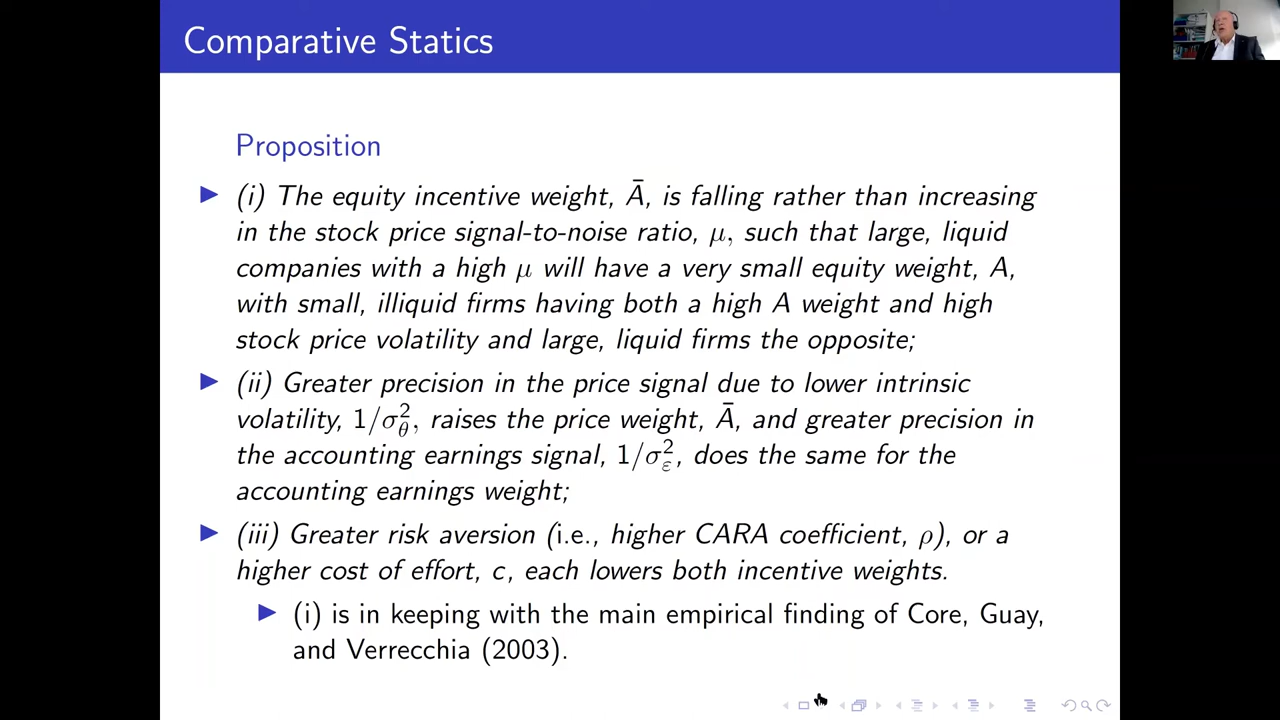 Comparative Statics
Proposition
(i) The equity incentive weight, Ā, is falling rather than increasing
in the stock price signal-to-noise ratio, μ, such that large, liquid
companies with a high μ will have a very small equity weight, A,
with small, illiquid firms having both a high A weight and high
stock price volatility and large, liquid firms the opposite;
(ii) Greater precision in the price signal due to lower intrinsic
volatility, 1/σ²_θ, raises the price weight, Ā, and greater precision in
the accounting earnings signal, 1/σ²_ε, does the same for the
accounting earnings weight;
(iii) Greater risk aversion (i.e., higher CARA coefficient, ρ), or a
higher cost of effort, c, each lowers both incentive weights.
(i) is in keeping with the main empirical finding of Core, Guay,
and Verrecchia (2003).